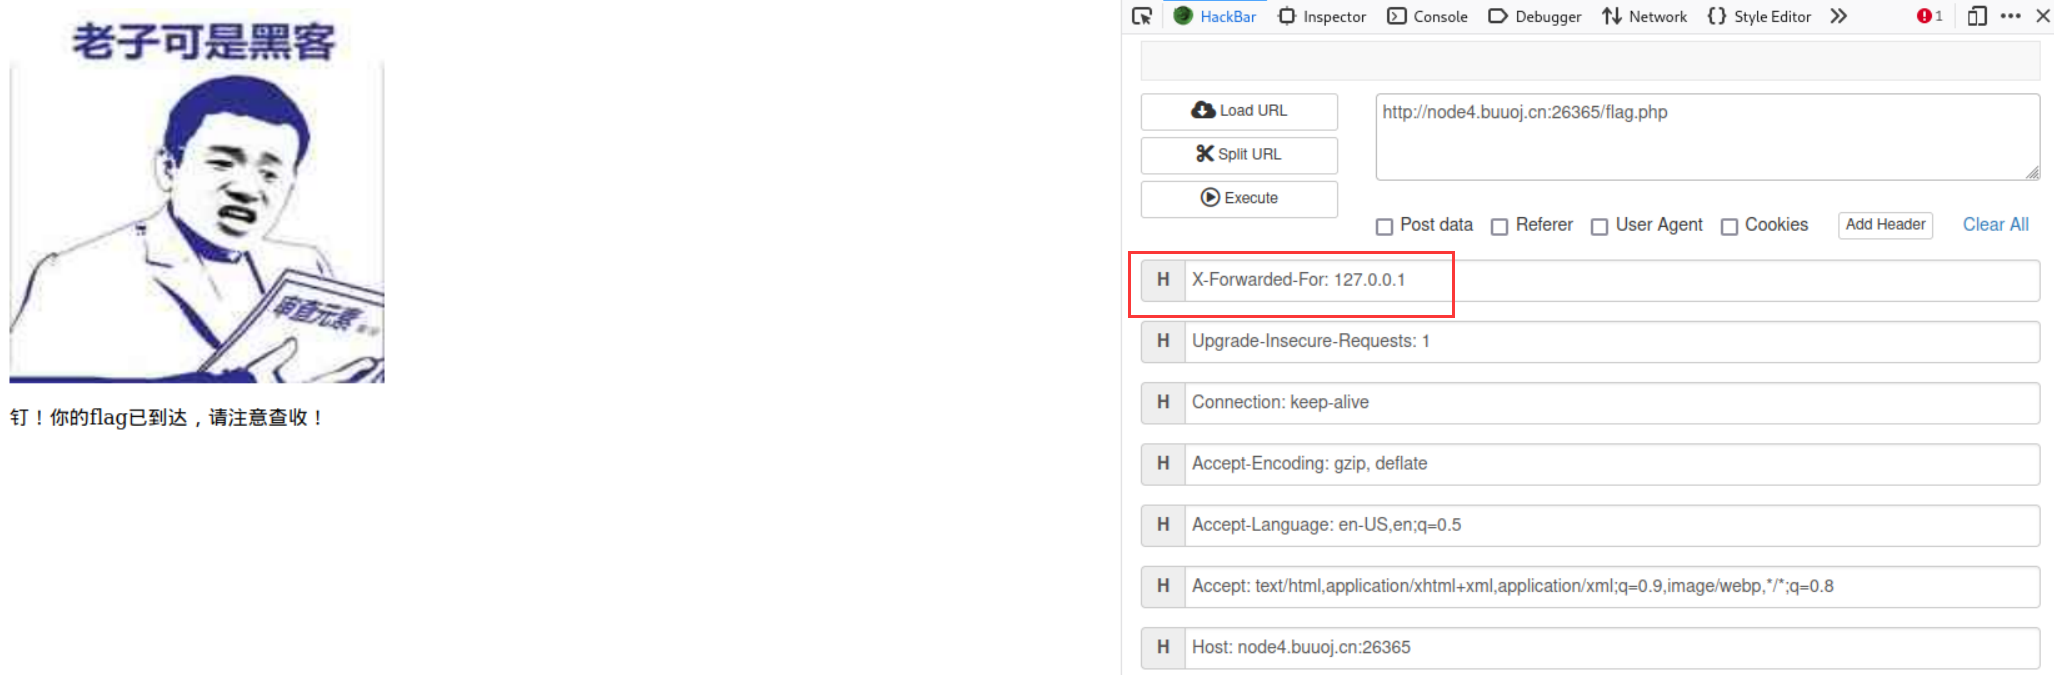 老子可是黑客
审查元素
钉！你的flag已到达，请注意查收！
HackBar
Inspector
Console
Debugger
Network
Style Editor
1
Load URL
Split URL
Execute
http://node4.buuoj.cn:26365/flag.php
Post data
Referer
User Agent
Cookies
Add Header
Clear All
H X-Forwarded-For: 127.0.0.1
H Upgrade-Insecure-Requests: 1
H Connection: keep-alive
H Accept-Encoding: gzip, deflate
H Accept-Language: en-US,en;q=0.5
H Accept: text/html,application/xhtml+xml,application/xml;q=0.9,image/webp,*/*;q=0.8
H Host: node4.buuoj.cn:26365